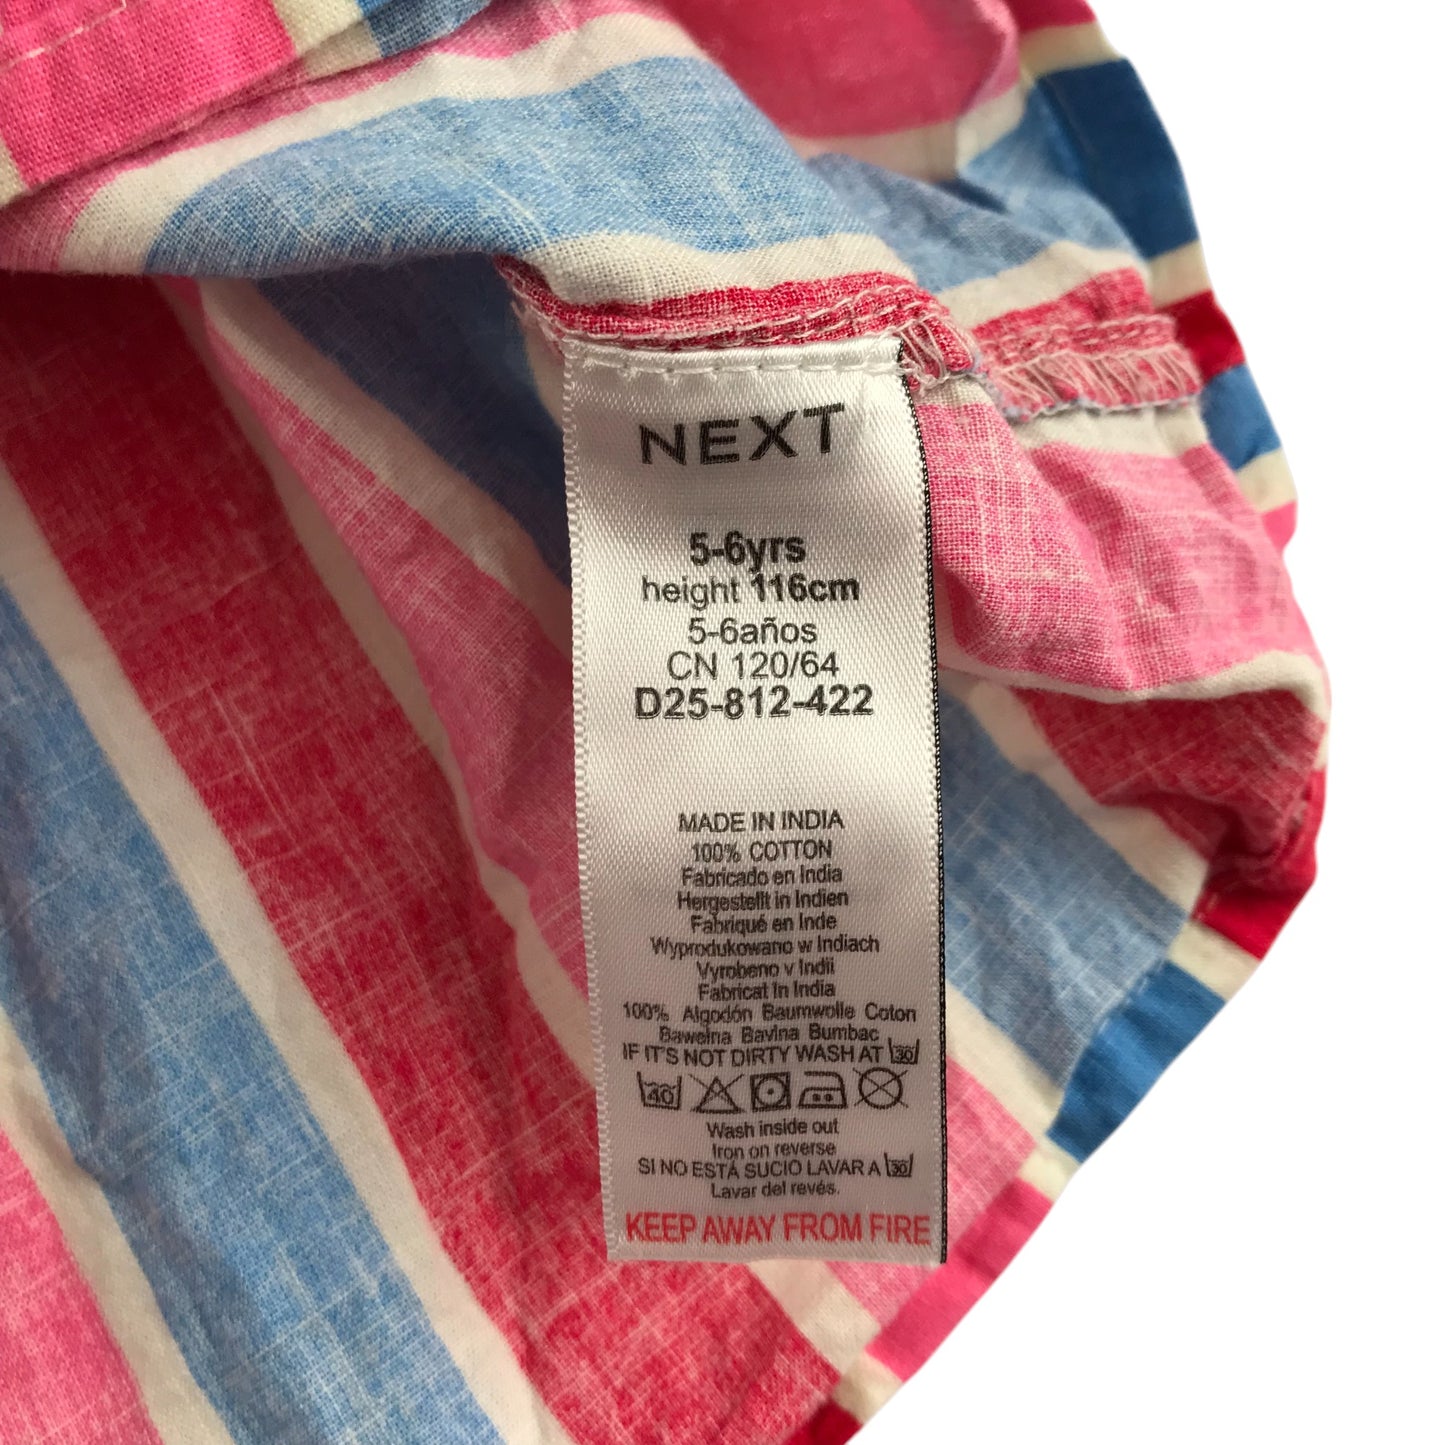 NEXT
5-6yrs
height 116cm
5-6años
CN 120/64
D25-812-422
MADE IN INDIA
100% COTTON
Fabricado en India
Hergestellt in Indien
Fabriqué en Inde
Wyprodukowano w Indiach
Vyrobeno v Indii
Fabricat în India
100% Algodón Baumwolle Coton
Bawełna Bavlna Bumbac
IF IT'S NOT DIRTY WASH AT 30
40
Wash inside out
Iron on reverse
SI NO ESTÁ SUCIO LAVAR A 30
Lavar del revés.
KEEP AWAY FROM FIRE